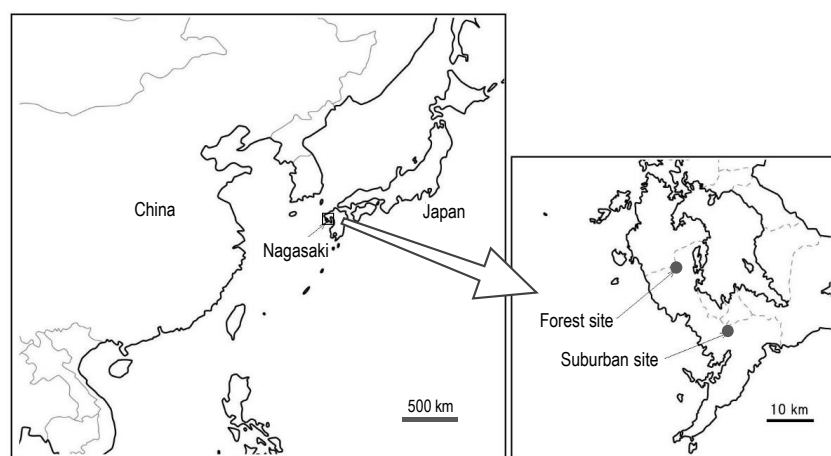 China
Japan
Nagasaki
500 km
Forest site
Suburban site
10 km